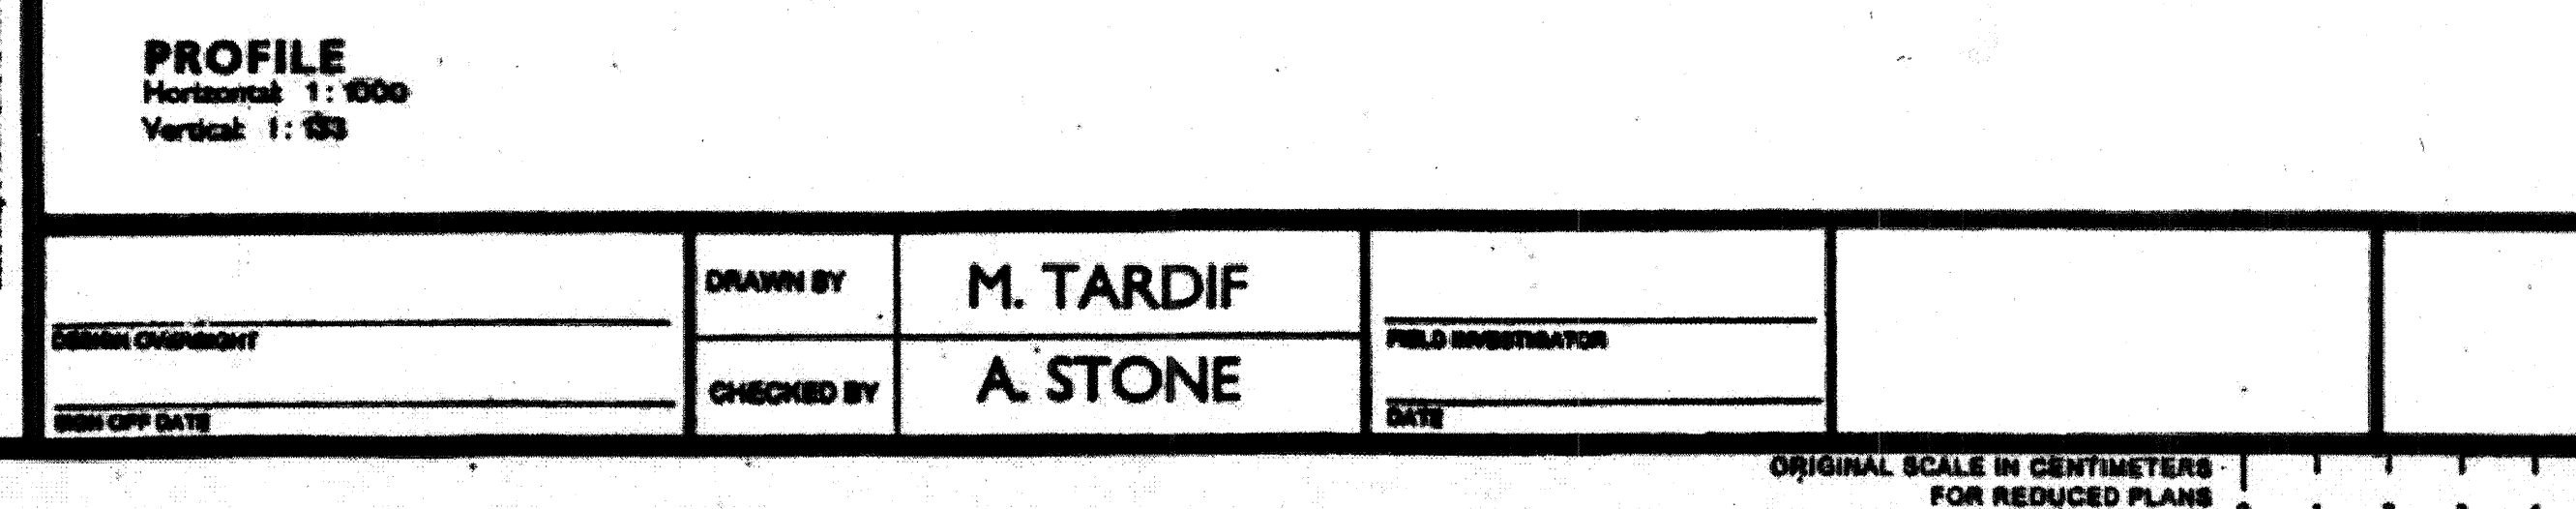 PROFILE
Horizontal: 1:1000
Vertical: 1:133
DESIGN OVERSIGHT
SIGN OFF DATE
DRAWN BY
M. TARDIF
CHECKED BY
A. STONE
FIELD INVESTIGATOR
DATE
ORIGINAL SCALE IN CENTIMETERS
FOR REDUCED PLANS